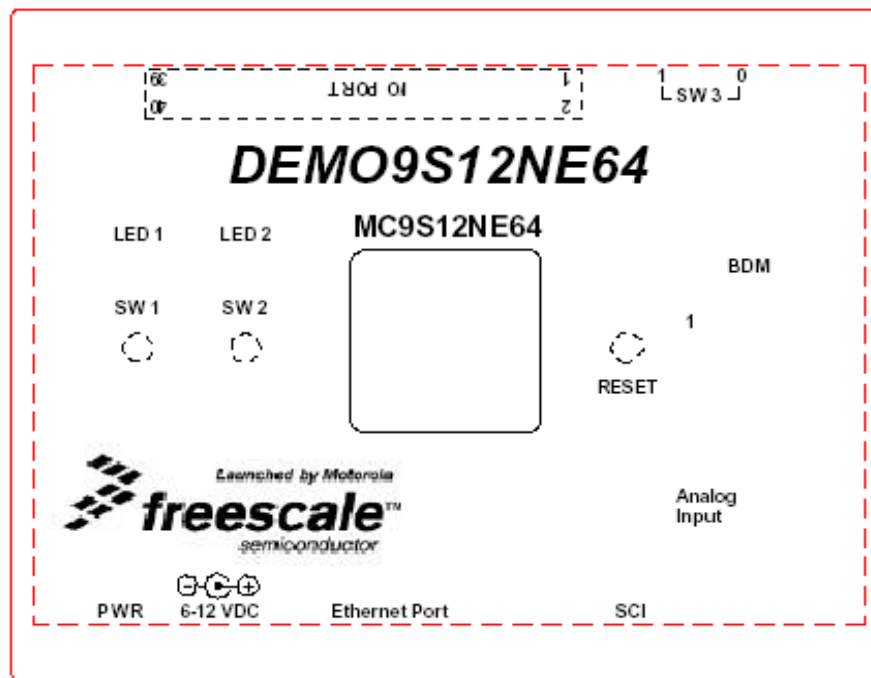 39 1
IO PORT
40 2
1 0
SW 3
DEMO9S12NE64
MC9S12NE64
LED 1 LED 2
BDM
SW 1 SW 2
1
RESET
Launched by Motorola
freescale™
semiconductor
Analog
Input
PWR 6-12 VDC Ethernet Port SCI